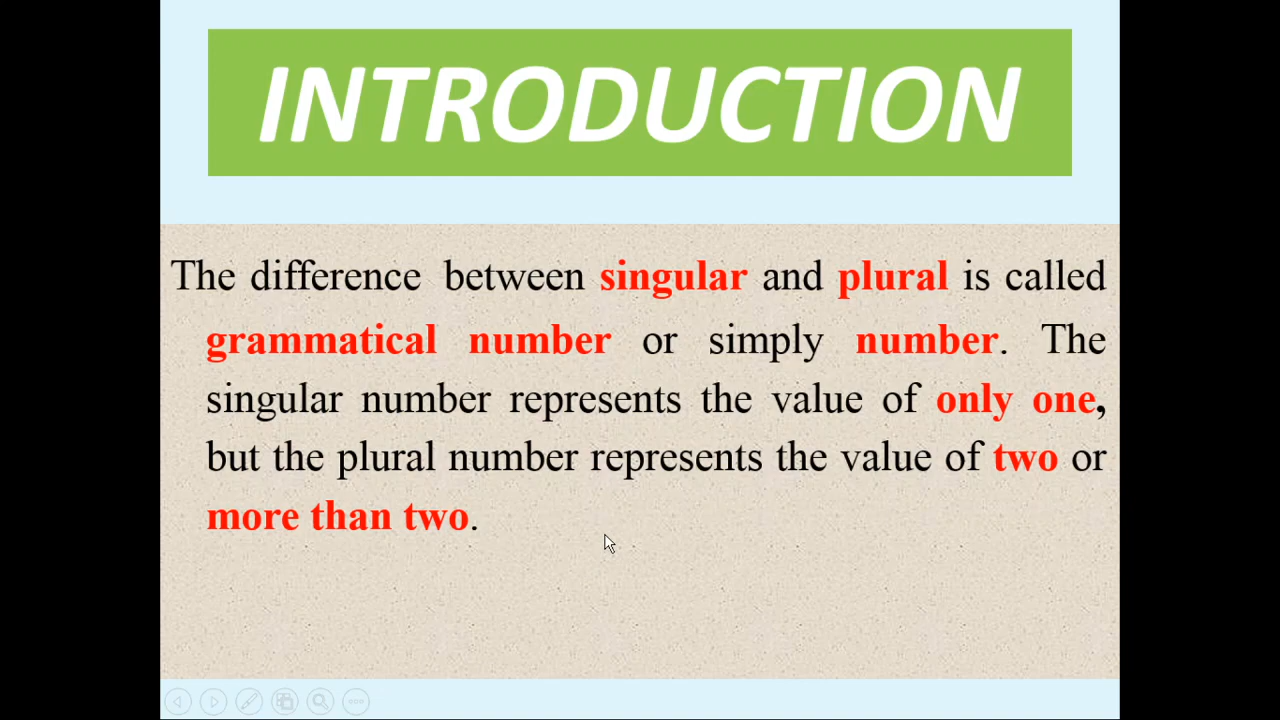 INTRODUCTION
The difference between singular and plural is called
grammatical number or simply number. The
singular number represents the value of only one,
but the plural number represents the value of two or
more than two.